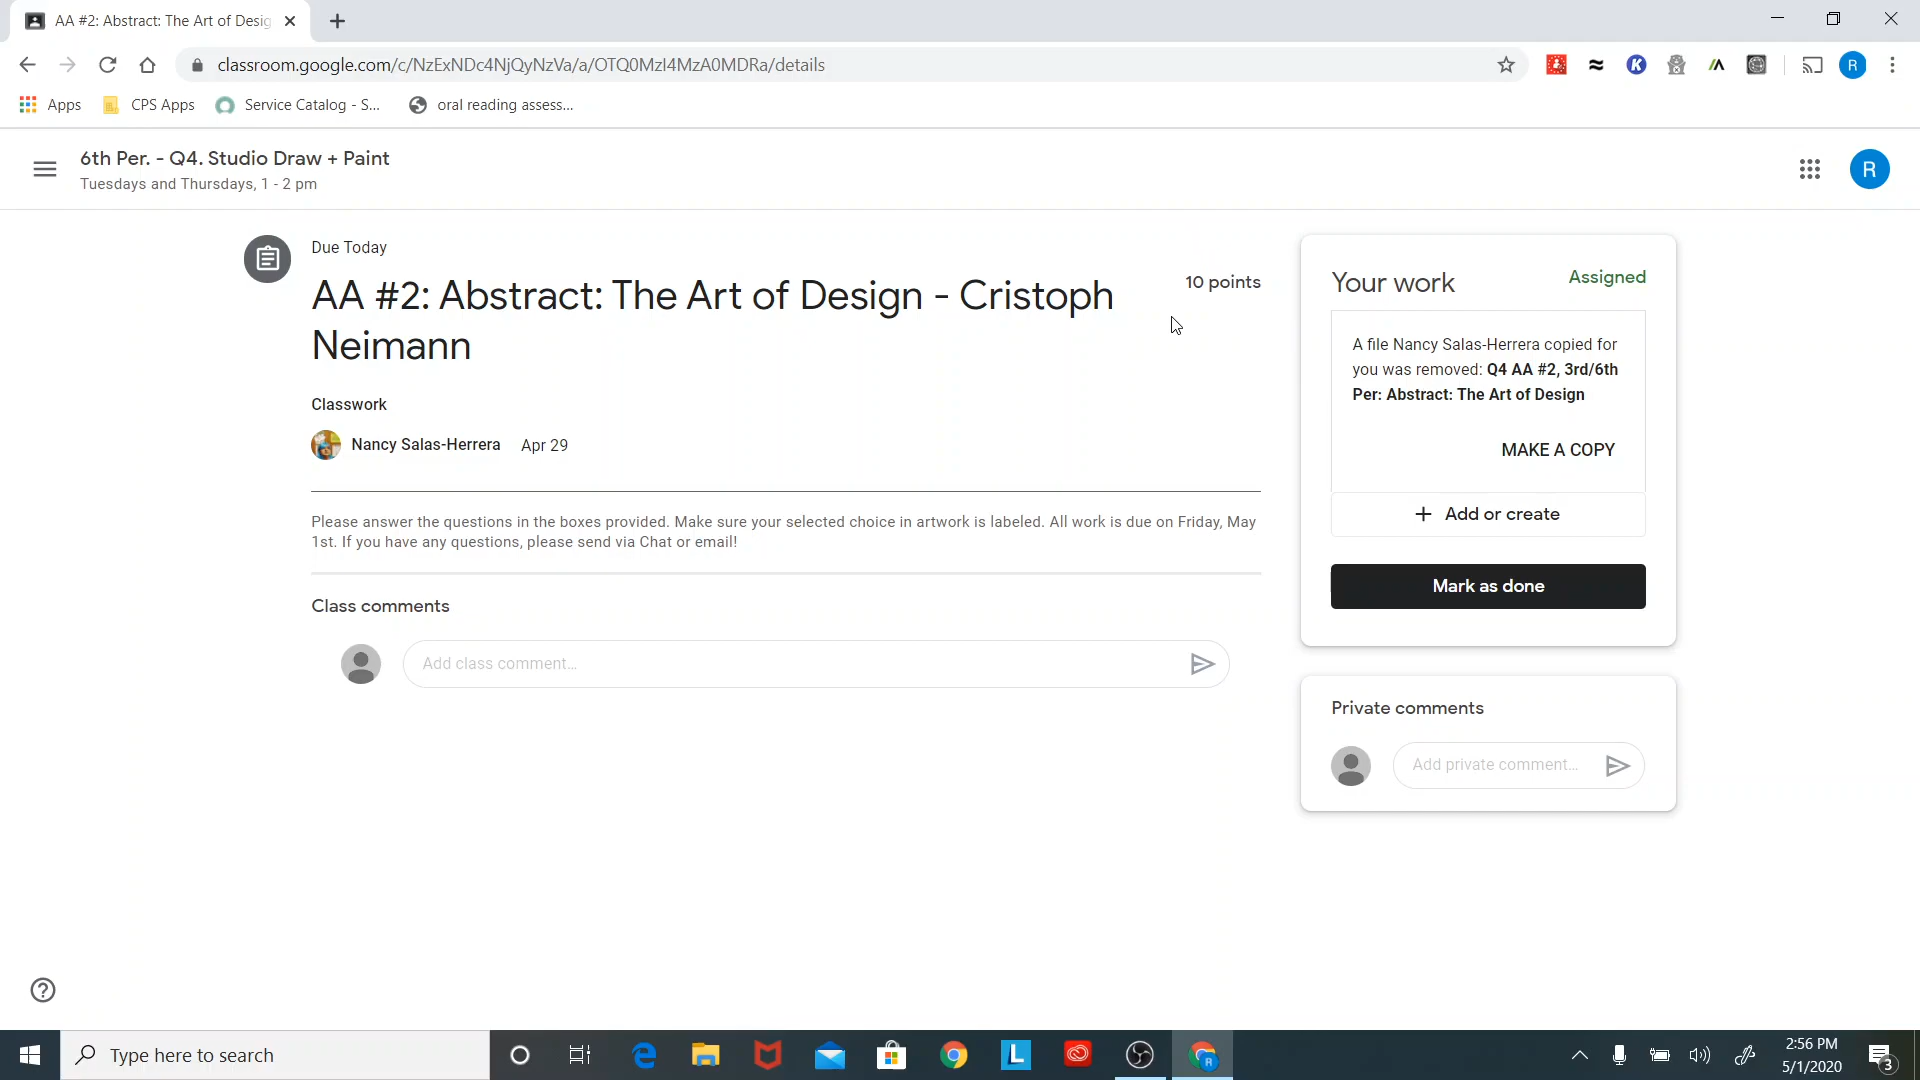 AA #2: Abstract: The Art of Desig
classroom.google.com/c/NzExNDc4NjQyNzVa/a/OTQ0MzI4MzA0MDRa/details
R
Apps
CPS Apps
Service Catalog - S...
oral reading assess...
6th Per. - Q4. Studio Draw + Paint
Tuesdays and Thursdays, 1 - 2 pm
R
Due Today
AA #2: Abstract: The Art of Design - Cristoph
Neimann
10 points
Classwork
Nancy Salas-Herrera Apr 29
Please answer the questions in the boxes provided. Make sure your selected choice in artwork is labeled. All work is due on Friday, May
1st. If you have any questions, please send via Chat or email!
Class comments
Add class comment...
Your work
Assigned
A file Nancy Salas-Herrera copied for
you was removed: Q4 AA #2, 3rd/6th
Per: Abstract: The Art of Design
MAKE A COPY
+ Add or create
Mark as done
Private comments
Add private comment...
Type here to search
2:56 PM
5/1/2020
3